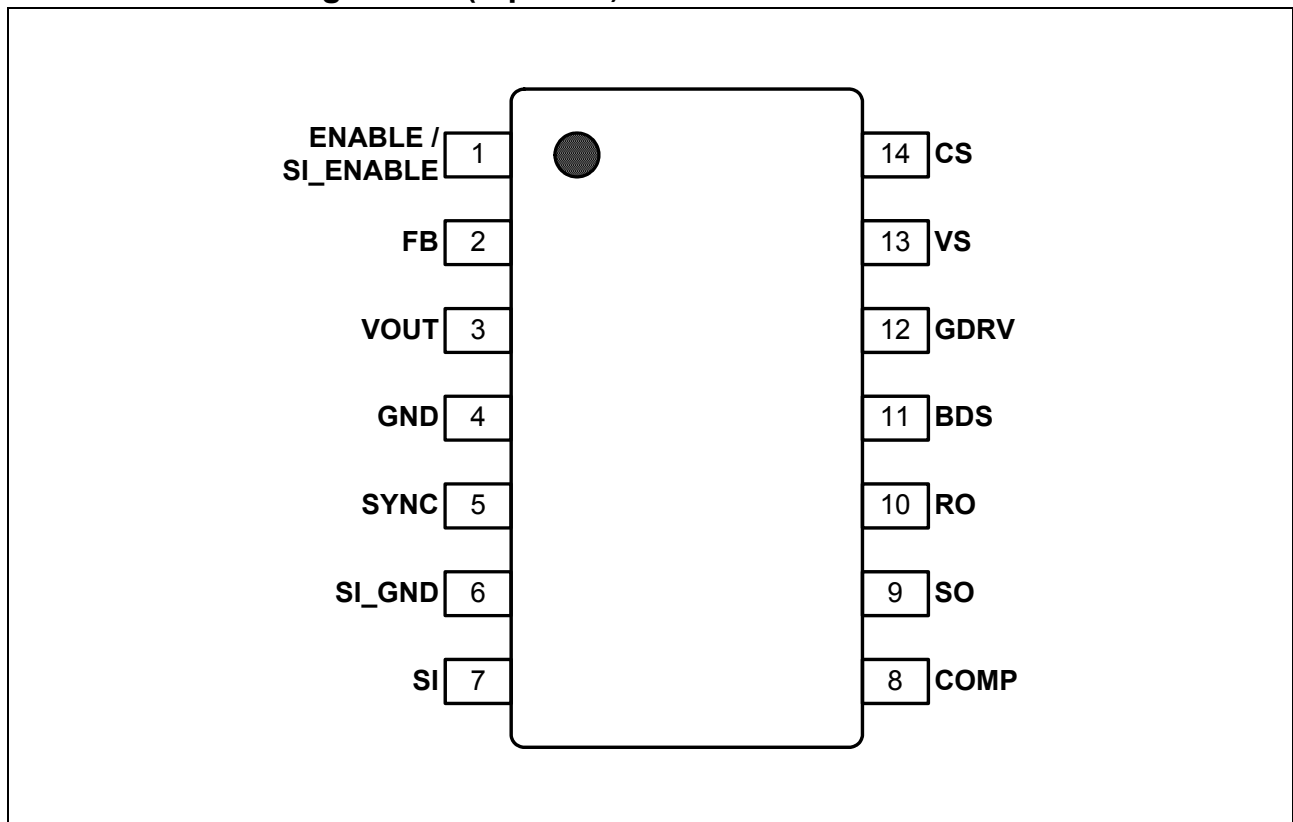 ENABLE /
SI_ENABLE 1
FB 2
VOUT 3
GND 4
SYNC 5
SI_GND 6
SI 7
14 CS
13 VS
12 GDRV
11 BDS
10 RO
9 SO
8 COMP